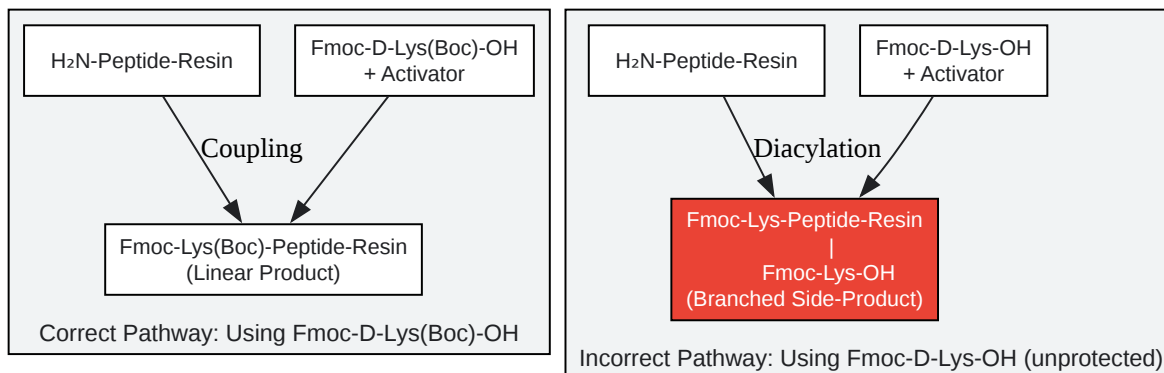 H₂N-Peptide-Resin
Fmoc-D-Lys(Boc)-OH
+ Activator
Coupling
Fmoc-Lys(Boc)-Peptide-Resin
(Linear Product)
Correct Pathway: Using Fmoc-D-Lys(Boc)-OH
H₂N-Peptide-Resin
Fmoc-D-Lys-OH
+ Activator
Diacylation
Fmoc-Lys-Peptide-Resin
|
Fmoc-Lys-OH
(Branched Side-Product)
Incorrect Pathway: Using Fmoc-D-Lys-OH (unprotected)